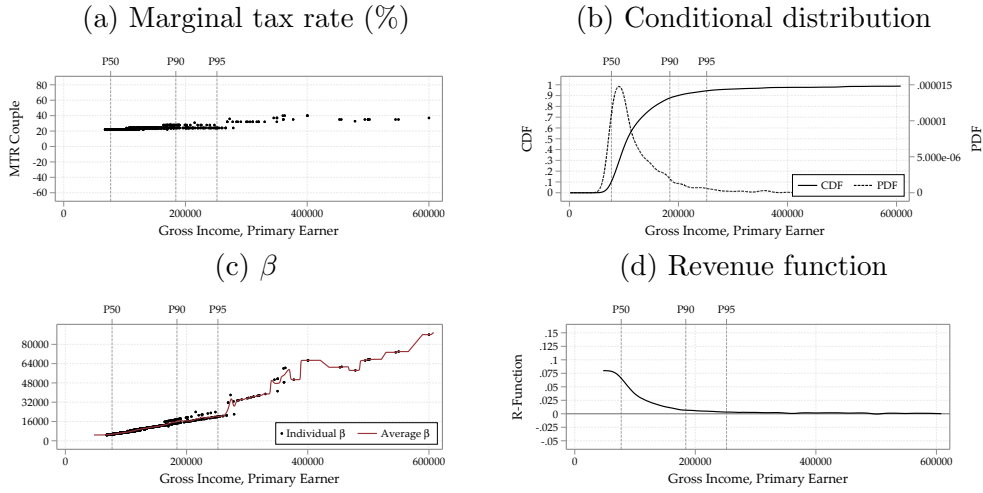 (a) Marginal tax rate (%)
P50 P90 P95
MTR Couple
80
60
40
20
0
-20
-40
-60
0 200000 400000 600000
Gross Income, Primary Earner
(b) Conditional distribution
P50 P90 P95
CDF
1
.9
.8
.7
.6
.5
.4
.3
.2
.1
0
PDF
.000015
.00001
5.000e-06
0
CDF PDF
0 200000 400000 600000
Gross Income, Primary Earner
(c) β
P50 P90 P95
80000
64000
48000
32000
16000
0
Individual β Average β
0 200000 400000 600000
Gross Income, Primary Earner
(d) Revenue function
P50 P90 P95
R-Function
.15
.1
.05
.025
0
-.025
-.05
0 200000 400000 600000
Gross Income, Primary Earner